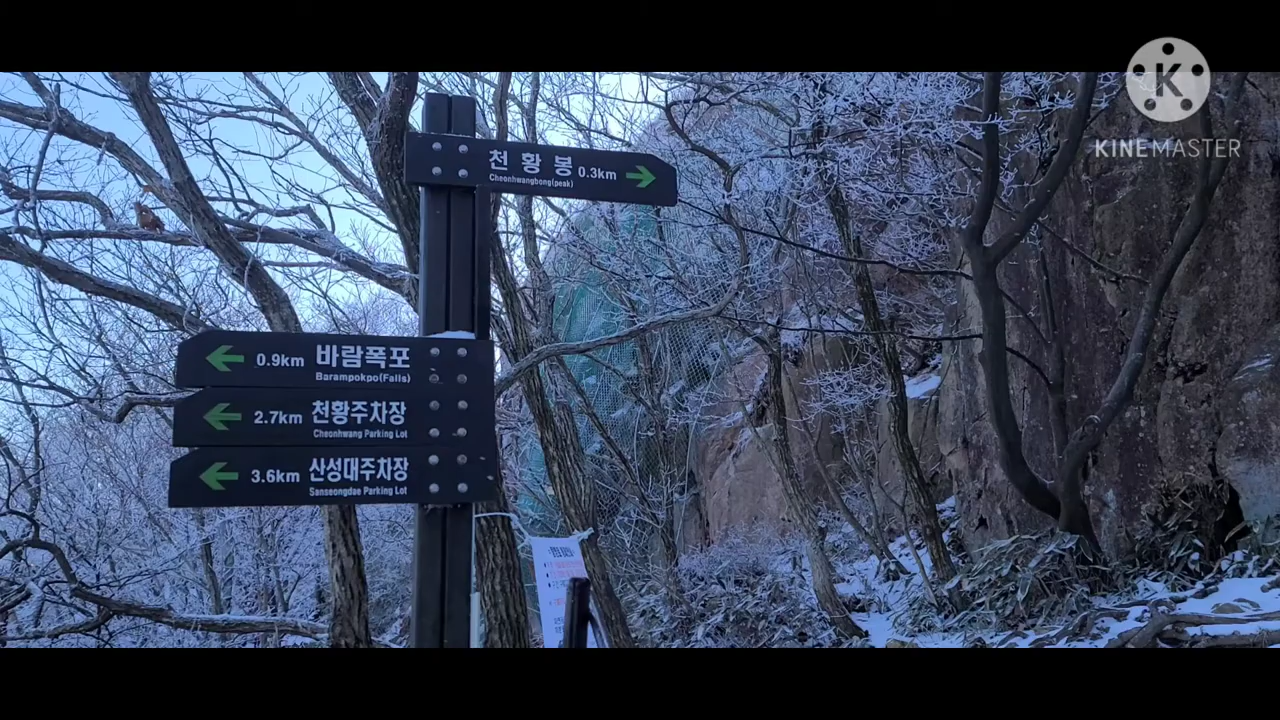 KINEMASTER
천황봉 0.3km
Cheonhwangbong(peak)
0.9km 바람폭포
Barampokpo(Falls)
2.7km 천황주차장
Cheonhwang Parking Lot
3.6km 산성대주차장
Sanseongdae Parking Lot